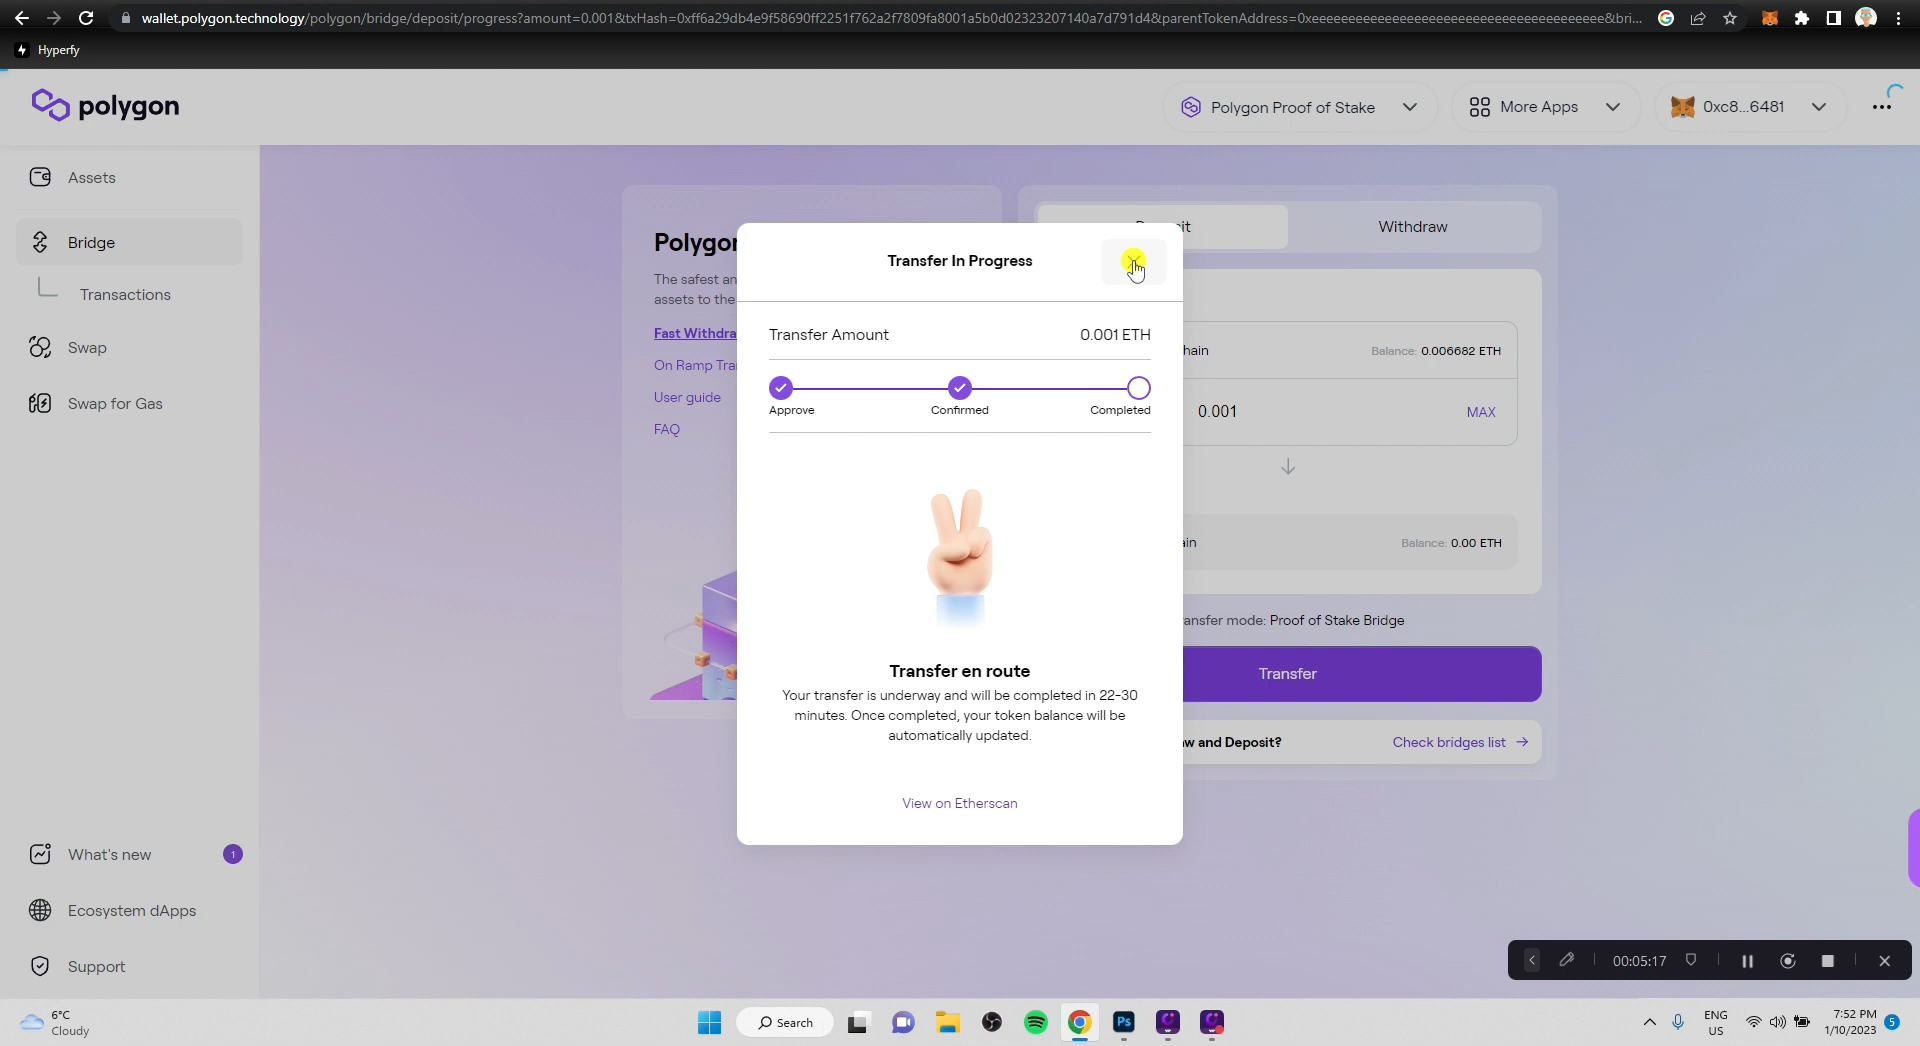 wallet.polygon.technology/polygon/bridge/deposit/progress?amount=0.001&txHash=0xff6a29db4e9f58690ff2251f762a2f7809fa8001a5b0d02323207140a7d791d4&parentTokenAddress=0xeeeeeeeeeeeeeeeeeeeeeeeeeeeeeeeeeeeeeeee&bri...
Hyperfy
polygon
Polygon Proof of Stake
More Apps
0xc8...6481
Assets
Bridge
Transactions
Swap
Swap for Gas
What's new 1
Ecosystem dApps
Support
Polygon
The safest an
assets to the
Fast Withdra
On Ramp Tra
User guide
FAQ
Transfer In Progress
Transfer Amount 0.001 ETH
Approve Confirmed Completed
Transfer en route
Your transfer is underway and will be completed in 22-30
minutes. Once completed, your token balance will be
automatically updated.
View on Etherscan
Withdraw
hain Balance: 0.006682 ETH
0.001 MAX
ain Balance: 0.00 ETH
ansfer mode: Proof of Stake Bridge
Transfer
w and Deposit? Check bridges list
00:05:17
6°C
Cloudy
Search
Ps
ENG
US
7:52 PM
1/10/2023
5